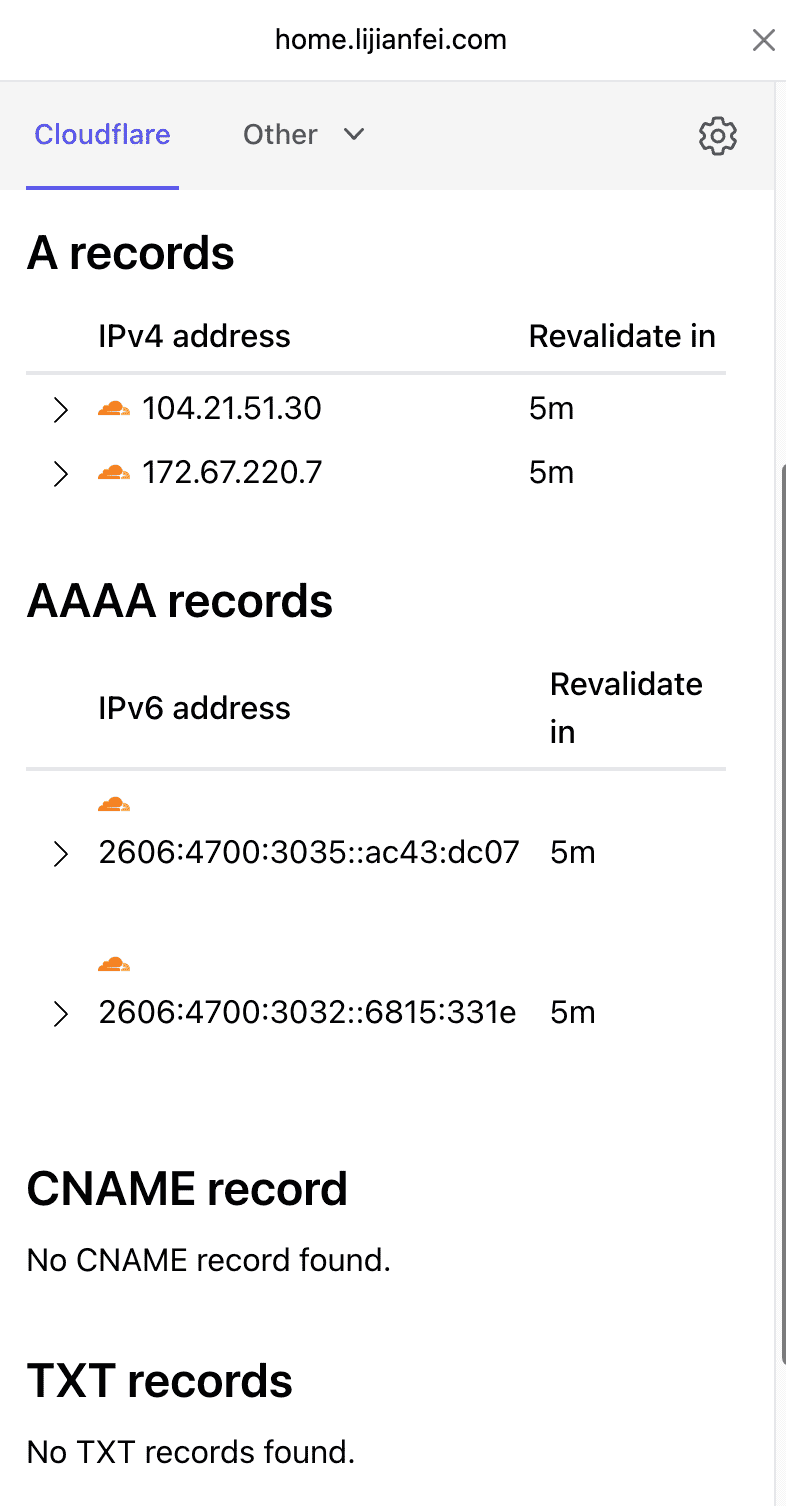 home.lijianfei.com
Cloudflare Other
A records
IPv4 address Revalidate in
104.21.51.30 5m
172.67.220.7 5m
AAAA records
IPv6 address Revalidate in
2606:4700:3035::ac43:dc07 5m
2606:4700:3032::6815:331e 5m
CNAME record
No CNAME record found.
TXT records
No TXT records found.